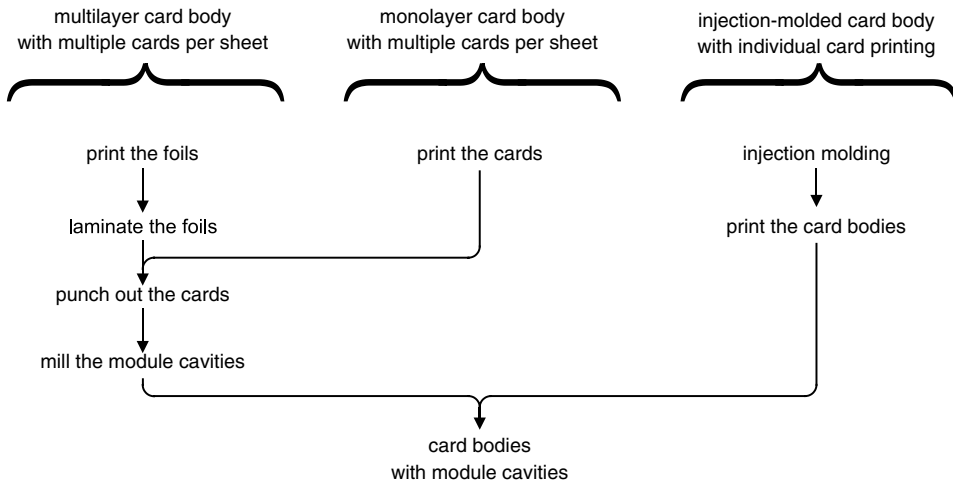 multilayer card body
with multiple cards per sheet
monolayer card body
with multiple cards per sheet
injection-molded card body
with individual card printing
print the foils
print the cards
injection molding
laminate the foils
print the card bodies
punch out the cards
mill the module cavities
card bodies
with module cavities